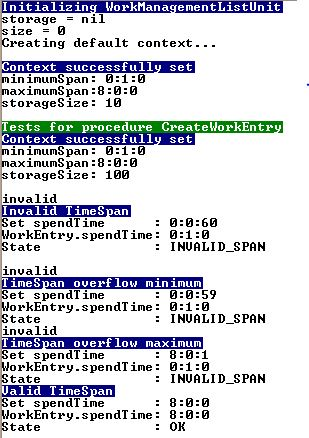 Initializing WorkManagementListUnit
storage = nil
size = 0
Creating default context...
Context successfully set
minimumSpan: 0:1:0
maximumSpan:8:0:0
storageSize: 10
Tests for procedure CreateWorkEntry
Context successfully set
minimumSpan: 0:1:0
maximumSpan:8:0:0
storageSize: 100
invalid
Invalid TimeSpan
Set spendTime : 0:0:60
WorkEntry.spendTime: 0:1:0
State : INVALID_SPAN
invalid
TimeSpan overflow minimum
Set spendTime : 0:0:59
WorkEntry.spendTime: 0:1:0
State : INVALID_SPAN
invalid
TimeSpan overflow maximum
Set spendTime : 8:0:1
WorkEntry.spendTime: 0:1:0
State : INVALID_SPAN
Valid TimeSpan
Set spendTime : 8:0:0
WorkEntry.spendTime: 8:0:0
State : OK